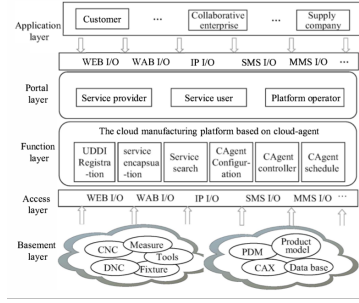 Application layer
Customer
...
Collaborative enterprise
...
Supply company
WEB I/O WAB I/O IP I/O SMS I/O MMS I/O ...
Portal layer
Service provider
Service user
Platform operator
Function layer
The cloud manufacturing platform based on cloud-agent
UDDI Registra-tion
service encapsua-tion
Service search
CAgent Configur-ation
CAgent controller
CAgent schedule
Access layer
WEB I/O WAB I/O IP I/O SMS I/O MMS I/O ...
Basement layer
CNC
Measure
Tools
DNC
Fixture
PDM
Product model
CAX
Data base